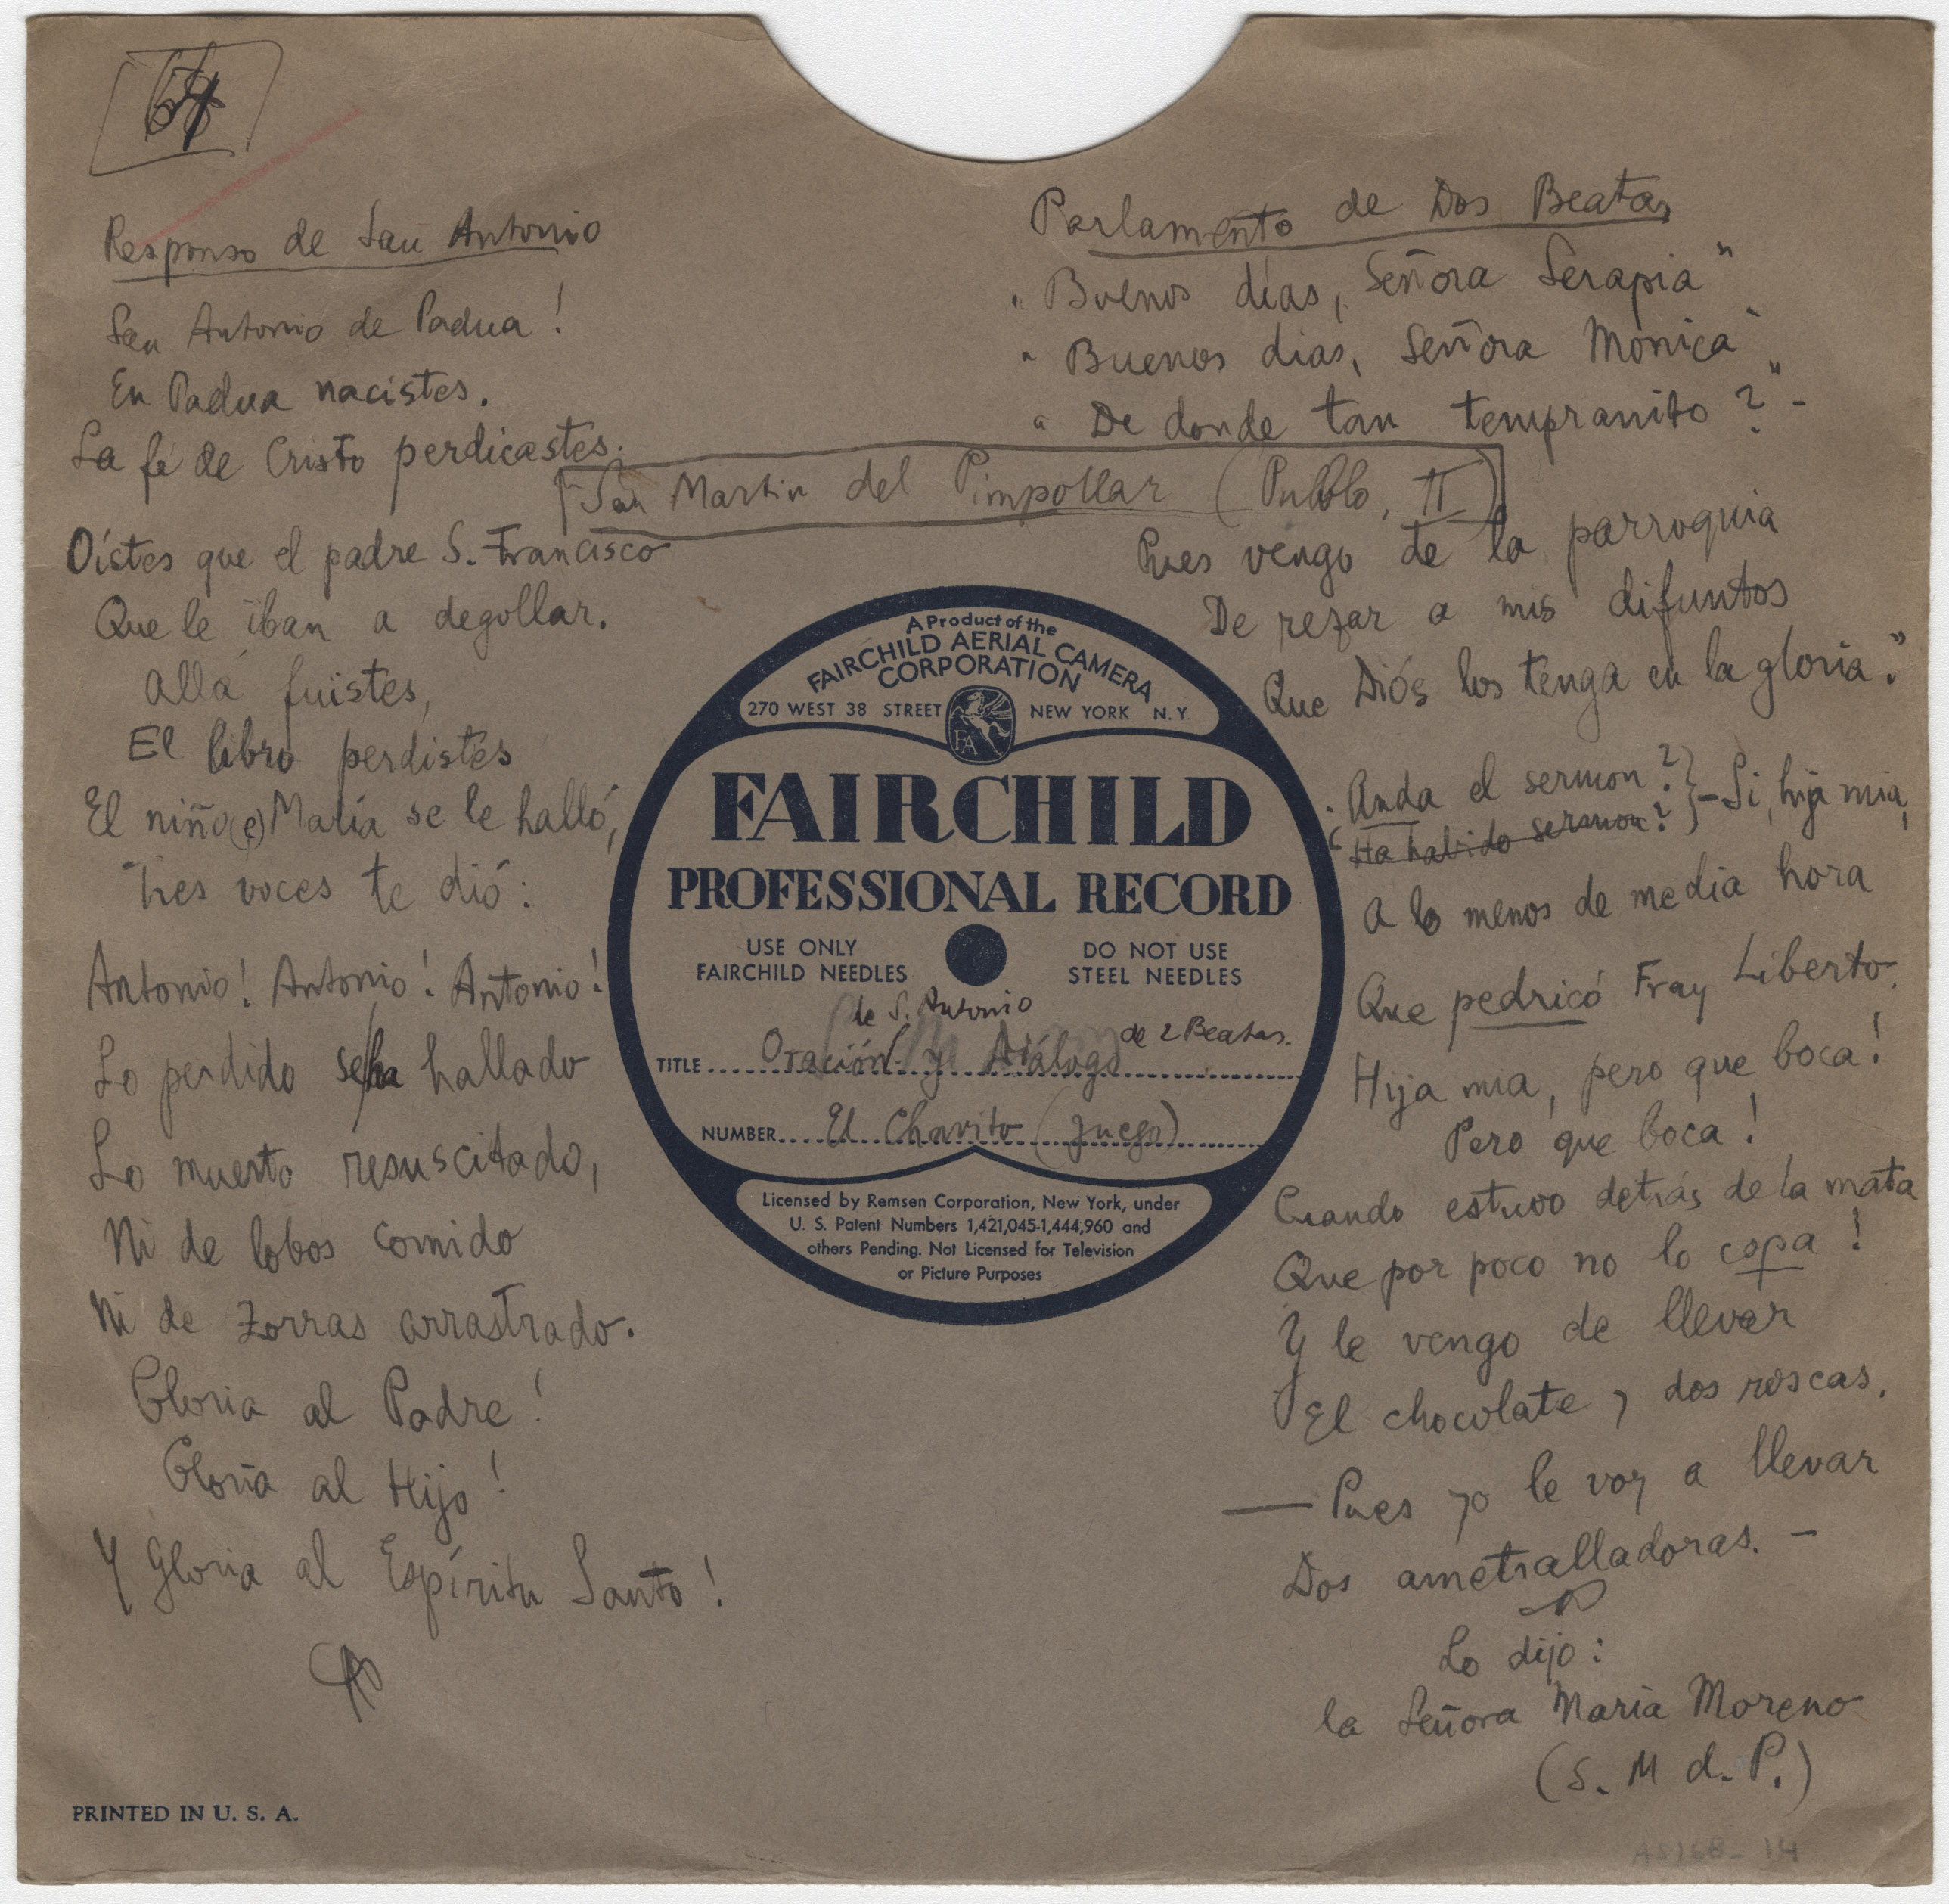 Responso de San Antonio
San Antonio de Padua!
En Padua nacistes.
La fé de Cristo perdicastes.
Oístes que el padre S. Francisco
Que le iban a degollar.
Allá fuistes,
El libro perdistes
El niño(e) María se le halló,
Tres voces te dió:
Antonio! Antonio! Antonio!
Lo perdido se/ha hallado
Lo muerto resuscitado,
Ni de lobos comido
Ni de zorras arrastrado.
Gloria al Padre!
Gloria al Hijo!
Y Gloria al Espíritu Santo!
PRINTED IN U. S. A.
San Martin del Pimpollar (Pueblo, II)
A Product of the
FAIRCHILD AERIAL CAMERA
CORPORATION
270 WEST 38 STREET NEW YORK N.Y.
FA
FAIRCHILD
PROFESSIONAL RECORD
USE ONLY
FAIRCHILD NEEDLES
DO NOT USE
STEEL NEEDLES
de S. Antonio
de 2 Beatas.
TITLE Oración y Diálogo
NUMBER El Chavito (juego)
Licensed by Remsen Corporation, New York, under
U. S. Patent Numbers 1,421,045-1,444,960 and
others Pending. Not Licensed for Television
or Picture Purposes
Parlamento de Dos Beatas
"Buenos días, Señora Serapia"
"Buenos dias, Señora Monica"
"De donde tan tempranito?" -
Pues vengo de la parroquia
De rezar a mis difuntos
Que Diós los tenga en la gloria."
"Anda el sermon? } - Si, hija mia,
"Ha habido sermon?
A lo menos de media hora
Que pedricó Fray Liberto.
Hija mia, pero que boca!
Pero que boca!
Cuando estuvo detrás de la mata
Que por poco no lo copa!
Y le vengo de llevar
El chocolate y dos roscas.
— Pues yo le voy a llevar
Dos ametralladoras. -
Lo dijo:
la Señora Maria Moreno
(S. M d. P.)
AS168-14